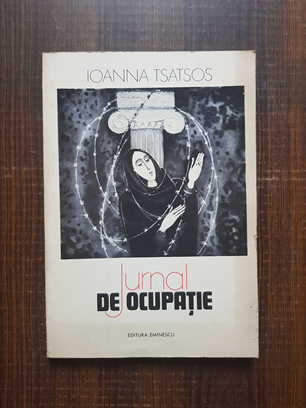 IOANNA TSATSOS
Jurnal
DE OCUPAȚIE
EDITURA EMINESCU